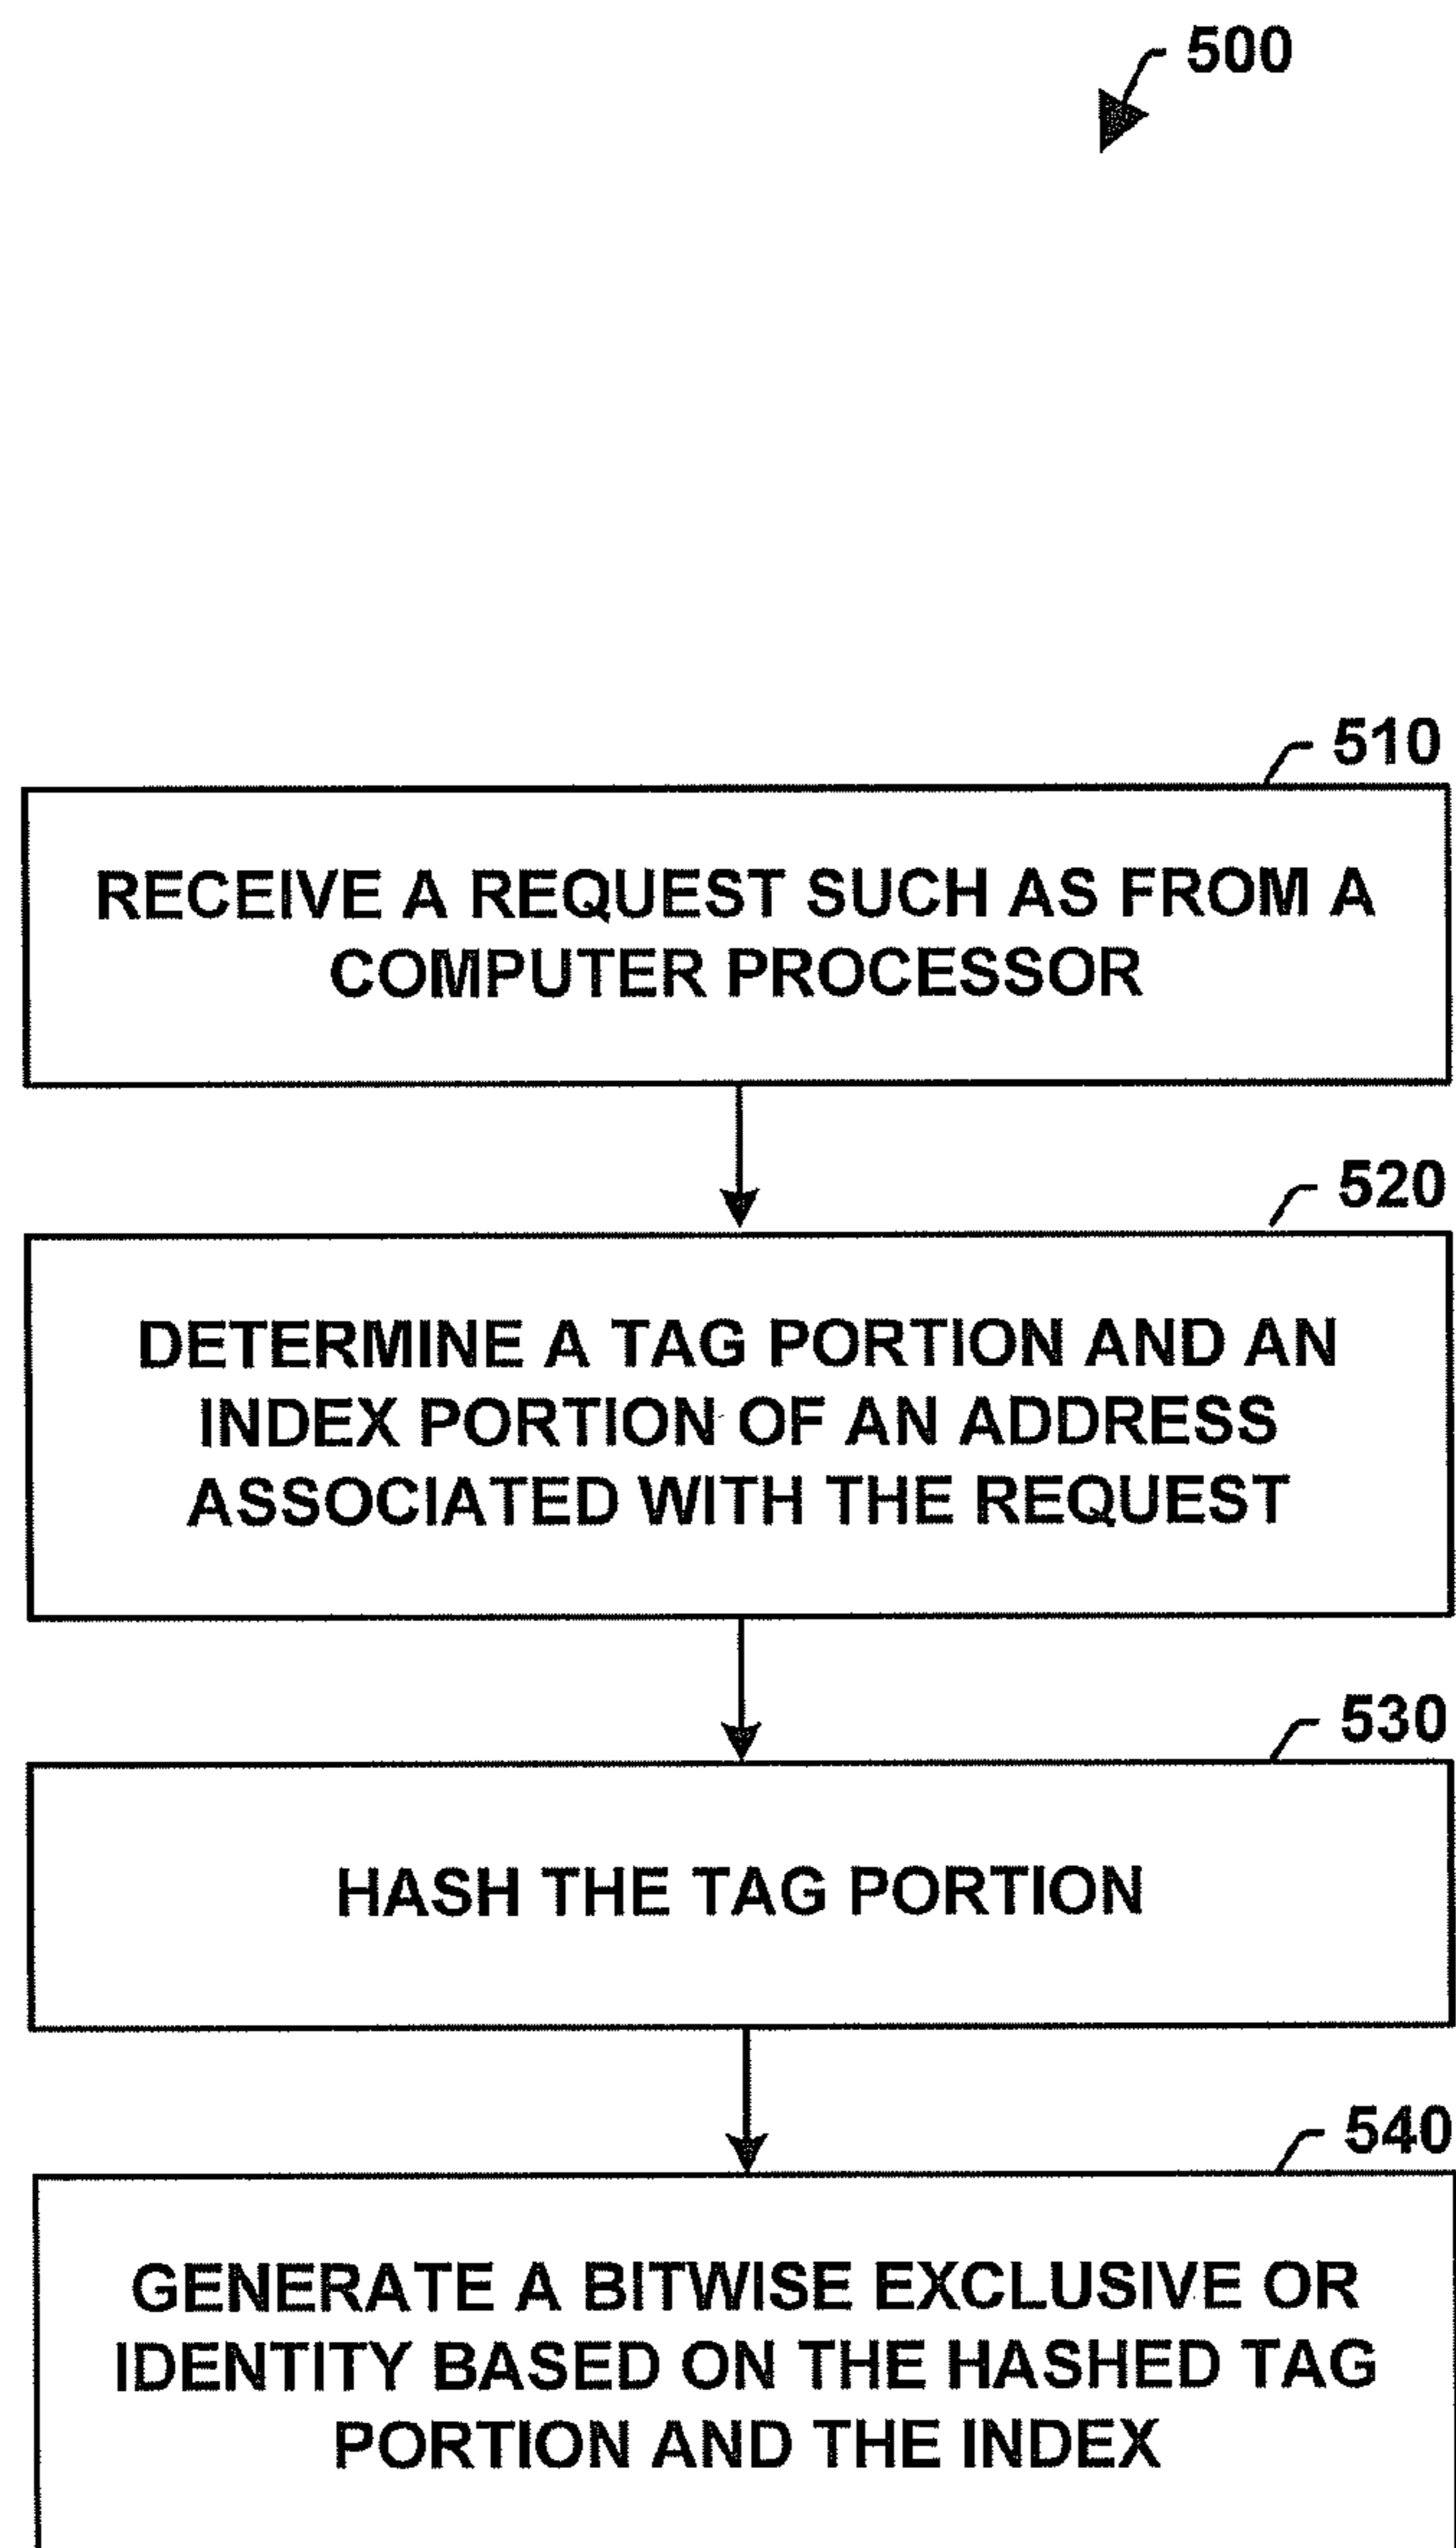 500
510
RECEIVE A REQUEST SUCH AS FROM A
COMPUTER PROCESSOR
520
DETERMINE A TAG PORTION AND AN
INDEX PORTION OF AN ADDRESS
ASSOCIATED WITH THE REQUEST
530
HASH THE TAG PORTION
540
GENERATE A BITWISE EXCLUSIVE OR
IDENTITY BASED ON THE HASHED TAG
PORTION AND THE INDEX